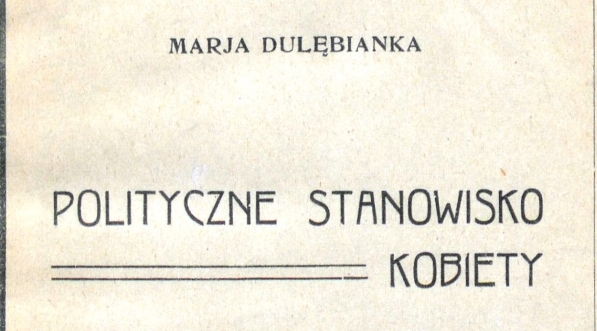 MARJA DULĘBIANKA
POLITYCZNE STANOWISKO
KOBIETY